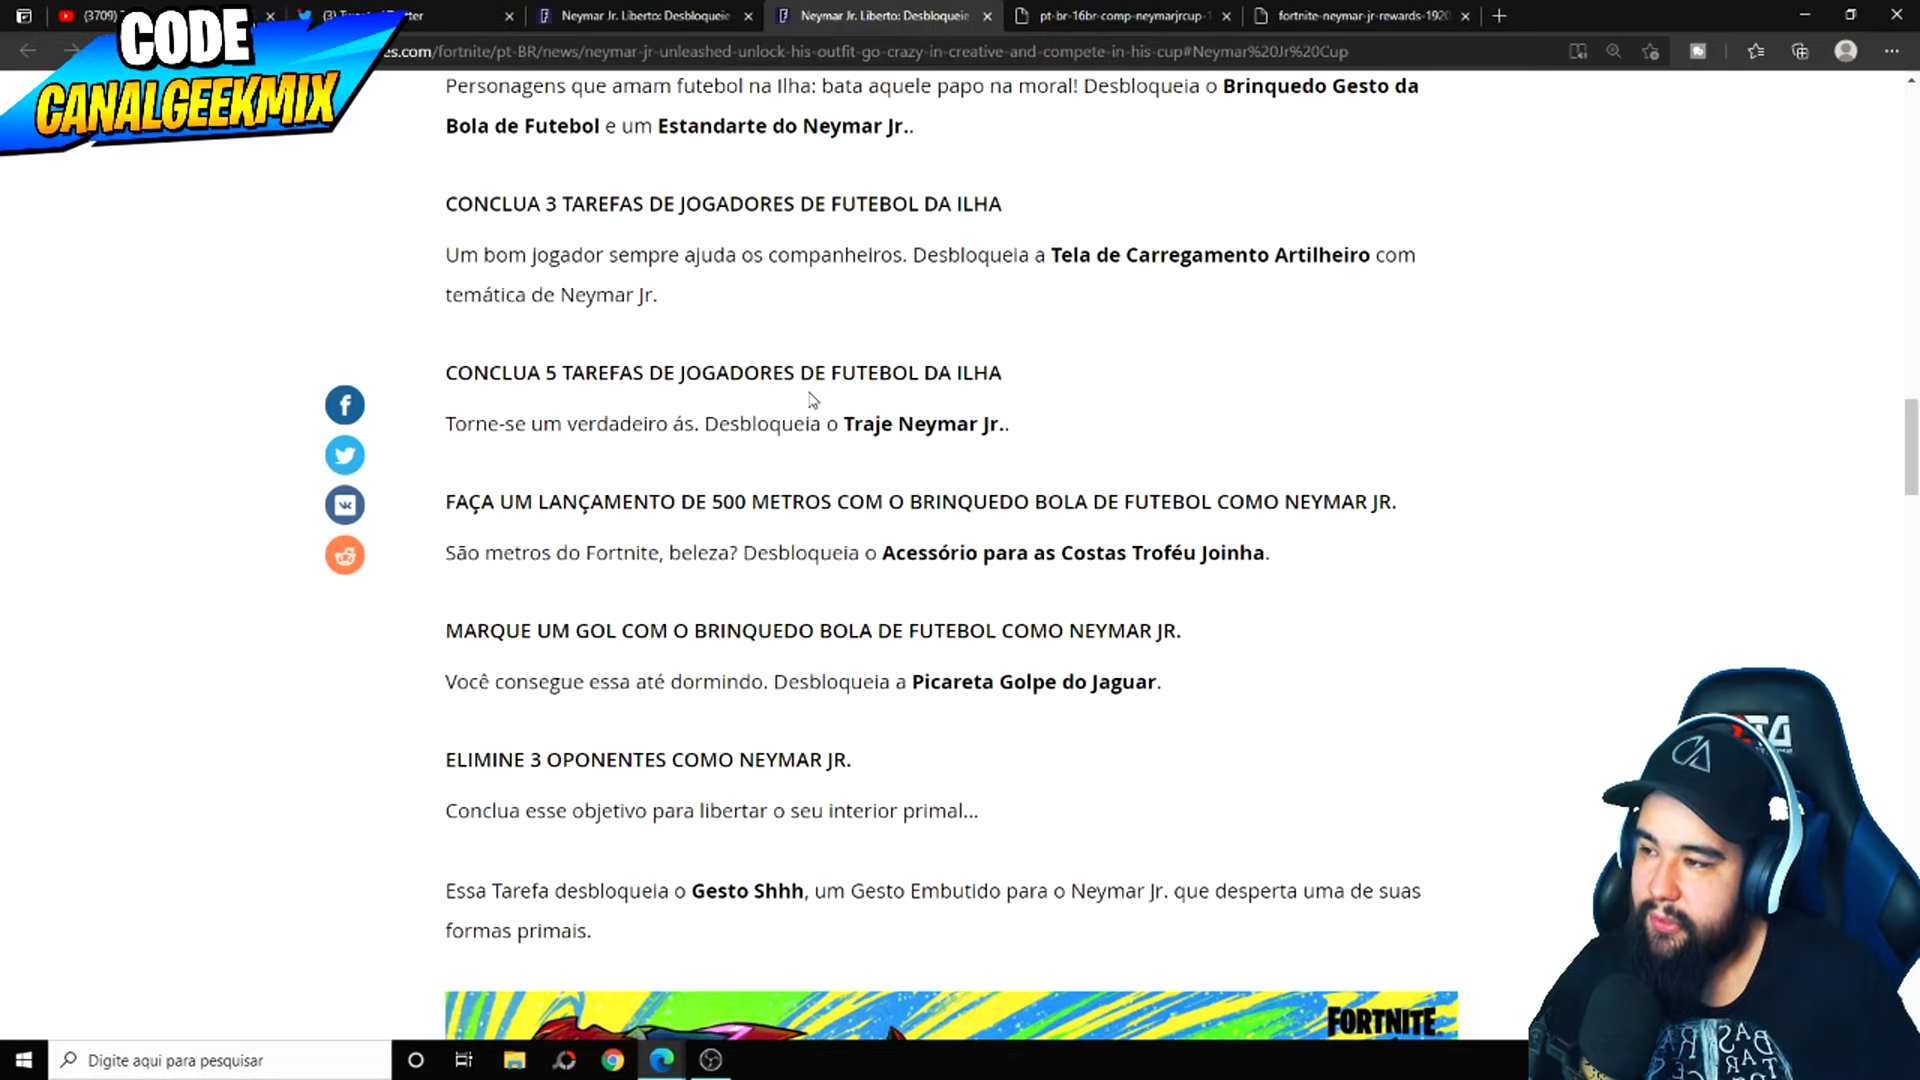 CODE
CANALGEEKMIX
(3709)
Neymar Jr. Liberto: Desbloqueie
Neymar Jr. Liberto: Desbloqueie
pt-br-16br-comp-neymarjrcup-1
fortnite-neymar-jr-rewards-1920
es.com/fortnite/pt-BR/news/neymar-jr-unleashed-unlock-his-outfit-go-crazy-in-creative-and-compete-in-his-cup#Neymar%20Jr%20Cup
Personagens que amam futebol na Ilha: bata aquele papo na moral! Desbloqueia o Brinquedo Gesto da
Bola de Futebol e um Estandarte do Neymar Jr..
CONCLUA 3 TAREFAS DE JOGADORES DE FUTEBOL DA ILHA
Um bom jogador sempre ajuda os companheiros. Desbloqueia a Tela de Carregamento Artilheiro com
temática de Neymar Jr.
CONCLUA 5 TAREFAS DE JOGADORES DE FUTEBOL DA ILHA
Torne-se um verdadeiro ás. Desbloqueia o Traje Neymar Jr..
FAÇA UM LANÇAMENTO DE 500 METROS COM O BRINQUEDO BOLA DE FUTEBOL COMO NEYMAR JR.
São metros do Fortnite, beleza? Desbloqueia o Acessório para as Costas Troféu Joinha.
MARQUE UM GOL COM O BRINQUEDO BOLA DE FUTEBOL COMO NEYMAR JR.
Você consegue essa até dormindo. Desbloqueia a Picareta Golpe do Jaguar.
ELIMINE 3 OPONENTES COMO NEYMAR JR.
Conclua esse objetivo para libertar o seu interior primal...
Essa Tarefa desbloqueia o Gesto Shhh, um Gesto Embutido para o Neymar Jr. que desperta uma de suas
formas primais.
FORTNITE
Digite aqui para pesquisar